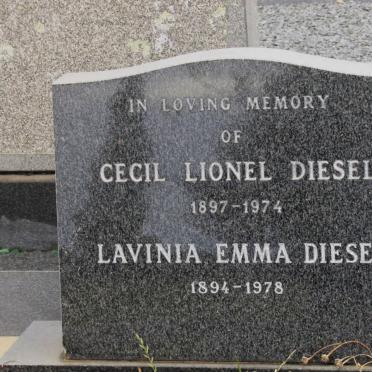 IN LOVING MEMORY
OF
CECIL LIONEL DIESEL
1897-1974
LAVINIA EMMA DIESE
1894-1978